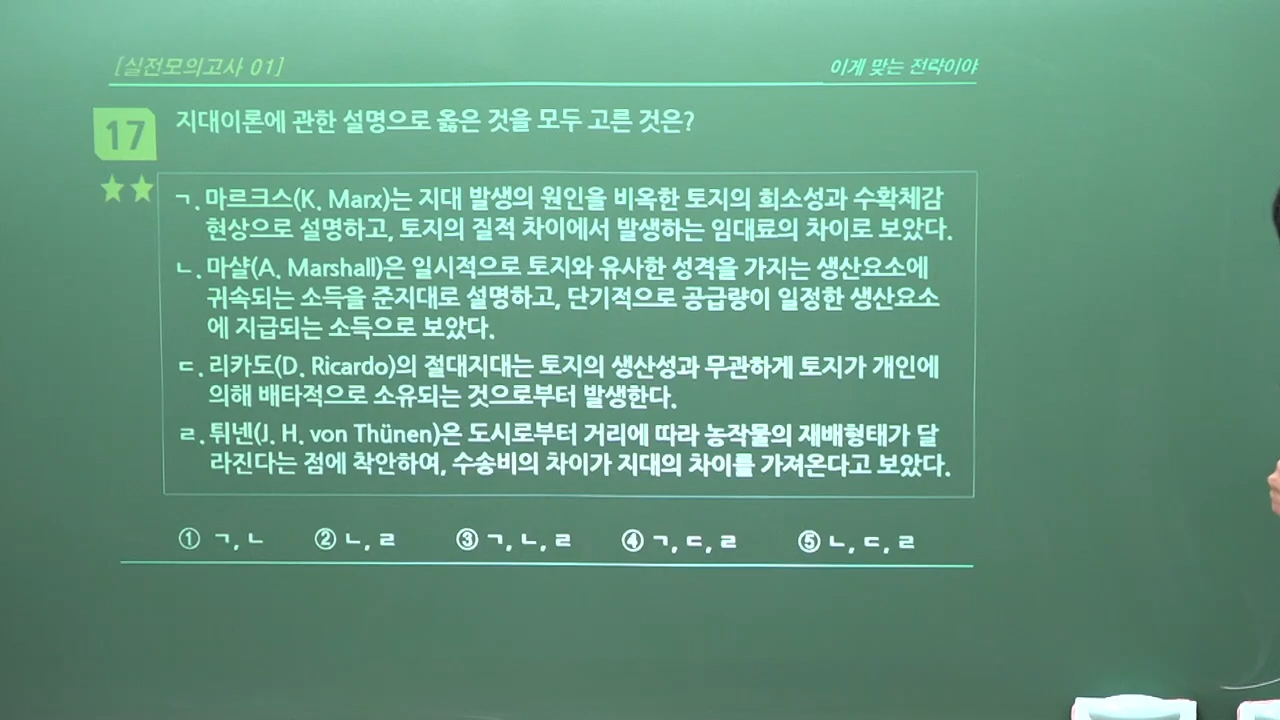 [실전모의고사 01]
이게 맞는 전략이야
17 지대이론에 관한 설명으로 옳은 것을 모두 고른 것은?
ㄱ. 마르크스(K. Marx)는 지대 발생의 원인을 비옥한 토지의 희소성과 수확체감
현상으로 설명하고, 토지의 질적 차이에서 발생하는 임대료의 차이로 보았다.
ㄴ. 마샬(A. Marshall)은 일시적으로 토지와 유사한 성격을 가지는 생산요소에
귀속되는 소득을 준지대로 설명하고, 단기적으로 공급량이 일정한 생산요소
에 지급되는 소득으로 보았다.
ㄷ. 리카도(D. Ricardo)의 절대지대는 토지의 생산성과 무관하게 토지가 개인에
의해 배타적으로 소유되는 것으로부터 발생한다.
ㄹ. 튀넨(J. H. von Thünen)은 도시로부터 거리에 따라 농작물의 재배형태가 달
라진다는 점에 착안하여, 수송비의 차이가 지대의 차이를 가져온다고 보았다.
① ㄱ, ㄴ ② ㄴ, ㄹ ③ ㄱ, ㄴ, ㄹ ④ ㄱ, ㄷ, ㄹ ⑤ ㄴ, ㄷ, ㄹ